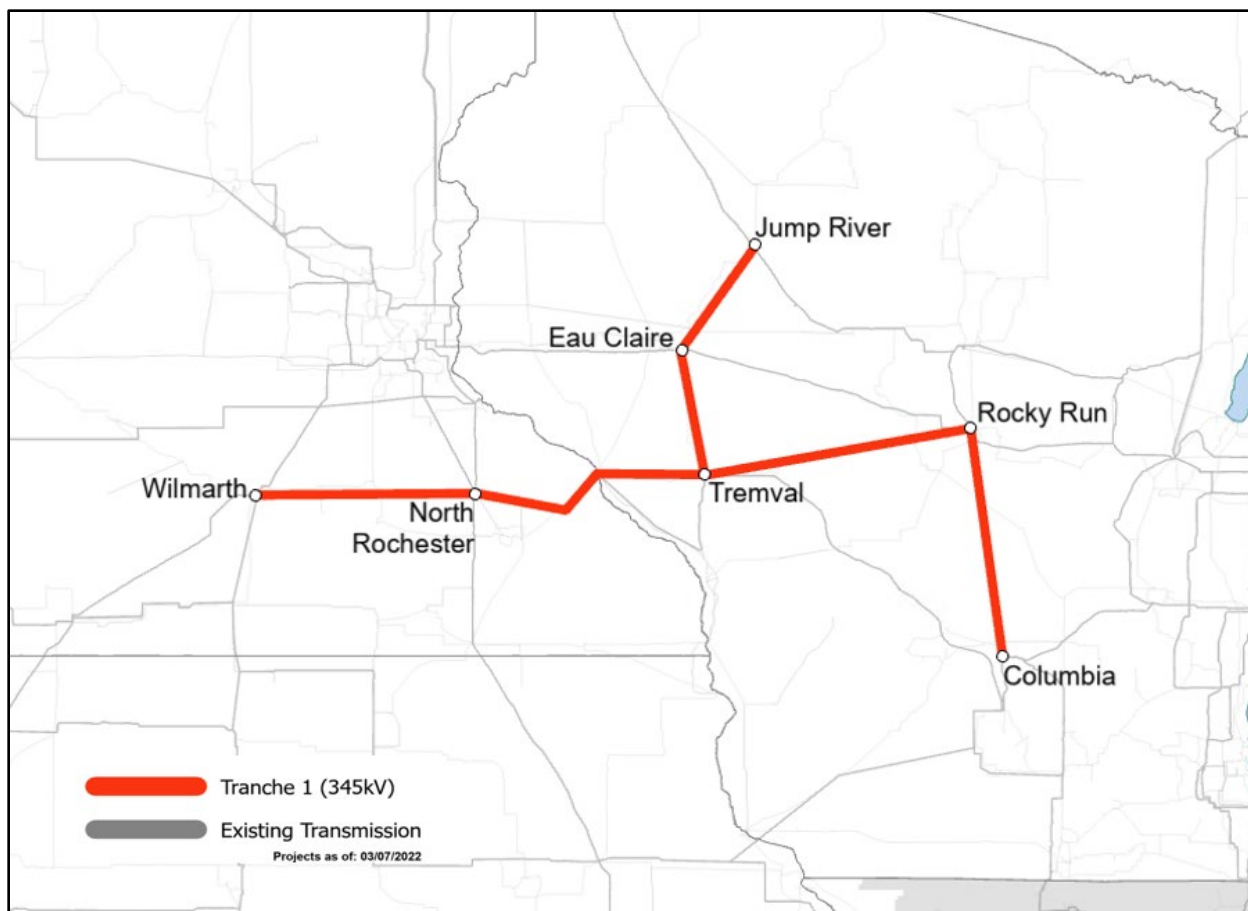 Jump River
Eau Claire
Rocky Run
Wilmarth
Tremval
North
Rochester
Columbia
Tranche 1 (345kV)
Existing Transmission
Projects as of: 03/07/2022